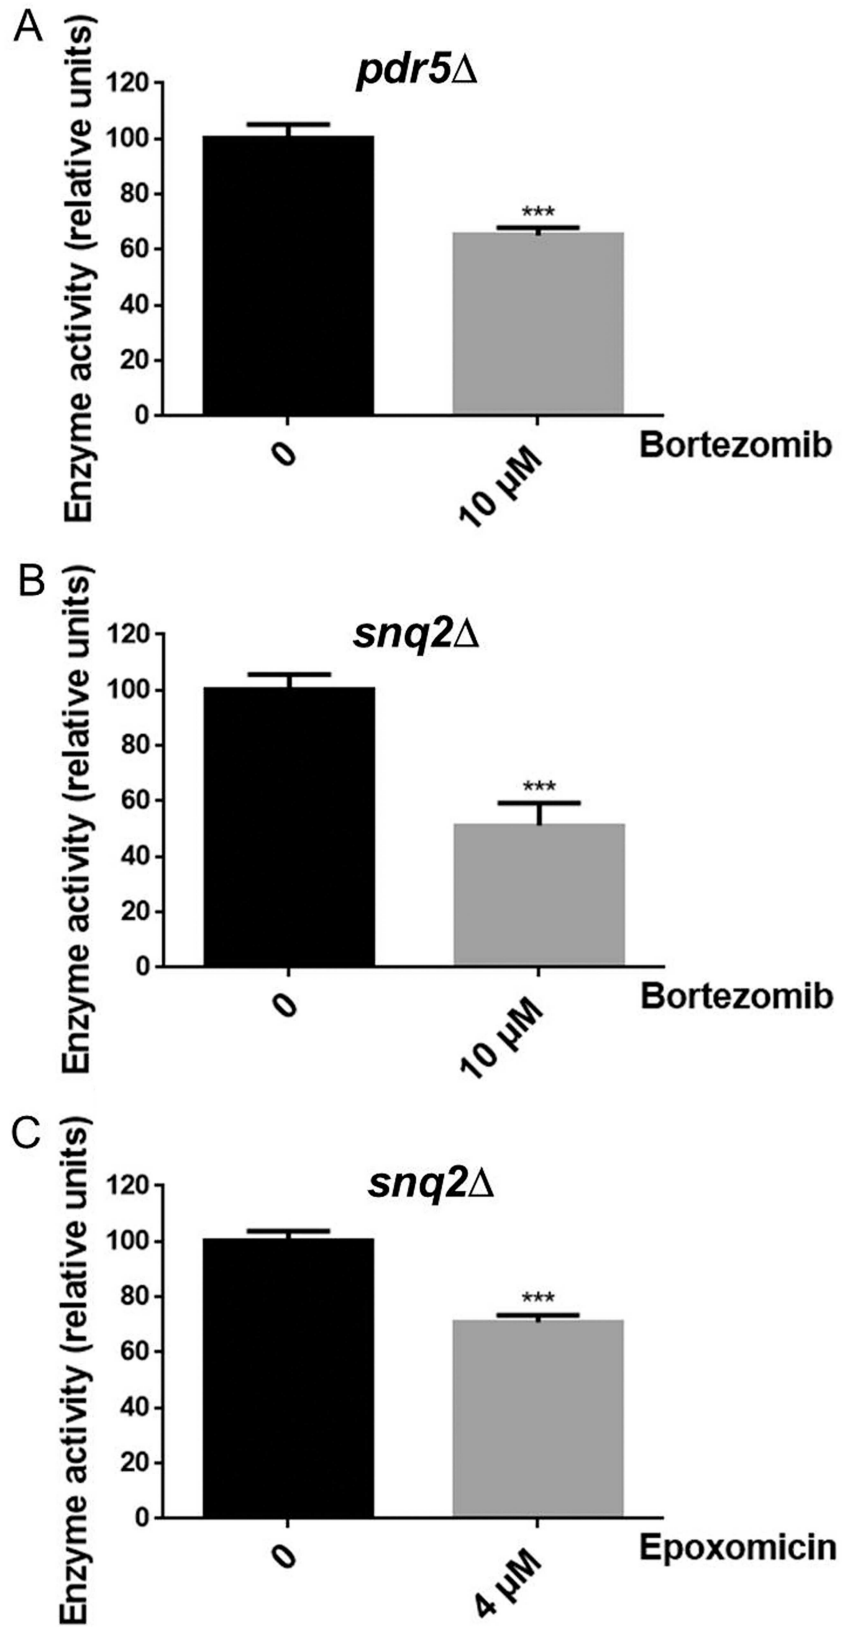 A
Enzyme activity (relative units)
pdr5Δ
120
100
80
60
40
20
0
***
0
10 µM
Bortezomib
B
Enzyme activity (relative units)
snq2Δ
120
100
80
60
40
20
0
***
0
10 µM
Bortezomib
C
Enzyme activity (relative units)
snq2Δ
120
100
80
60
40
20
0
***
0
4 µM
Epoxomicin